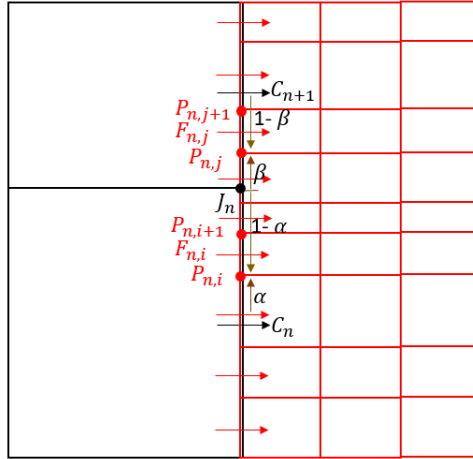 C_{n+1}
P_{n,j+1}
1- β
F_{n,j}
P_{n,j}
β
J_n
P_{n,i+1}
1- α
F_{n,i}
P_{n,i}
α
C_n